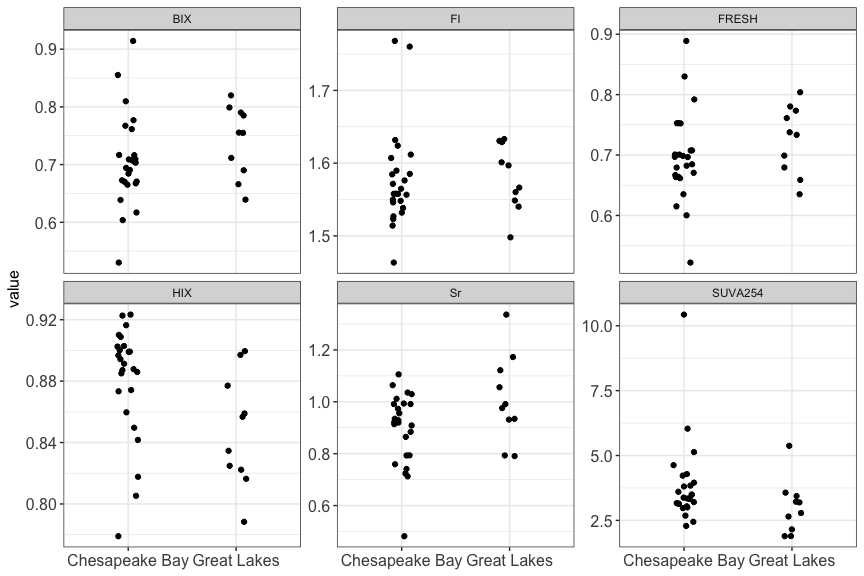 BIX
FI
FRESH
0.9
0.8
0.7
0.6
1.7
1.6
1.5
0.9
0.8
0.7
0.6
value
HIX
Sr
SUVA254
0.92
0.88
0.84
0.80
1.2
1.0
0.8
0.6
10.0
7.5
5.0
2.5
Chesapeake Bay Great Lakes
Chesapeake Bay Great Lakes
Chesapeake Bay Great Lakes